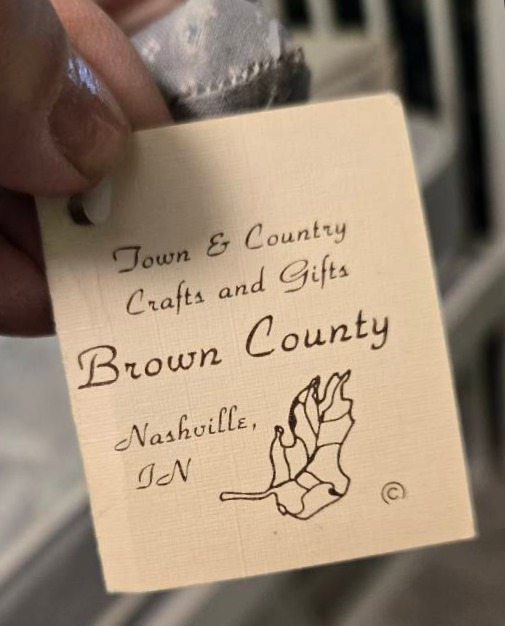 Town & Country
Crafts and Gifts
Brown County
Nashville,
IN
©